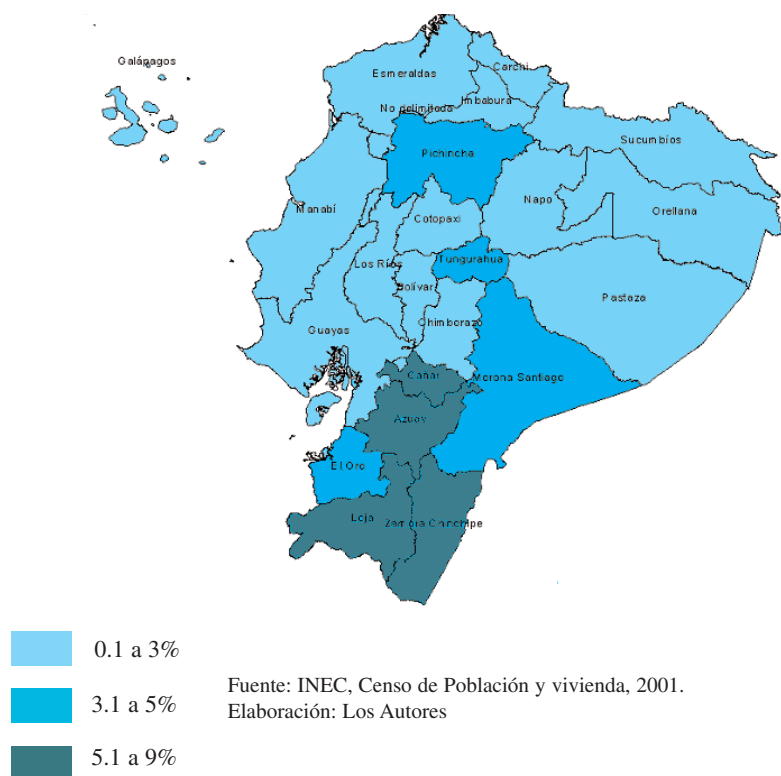 Galápagos
Carchi
Esmeraldas
Imbabura
No delimitada
Sucumbíos
Pichincha
Napo
Orellana
Manabí
Cotopaxi
Los Ríos
Tungurahua
Bolívar
Pastaza
Guayas
Chimborazo
Cañar
Morona Santiago
Azuay
El Oro
Loja
Zamora Chinchipe
0.1 a 3%
3.1 a 5%
5.1 a 9%
Fuente: INEC, Censo de Población y vivienda, 2001.
Elaboración: Los Autores